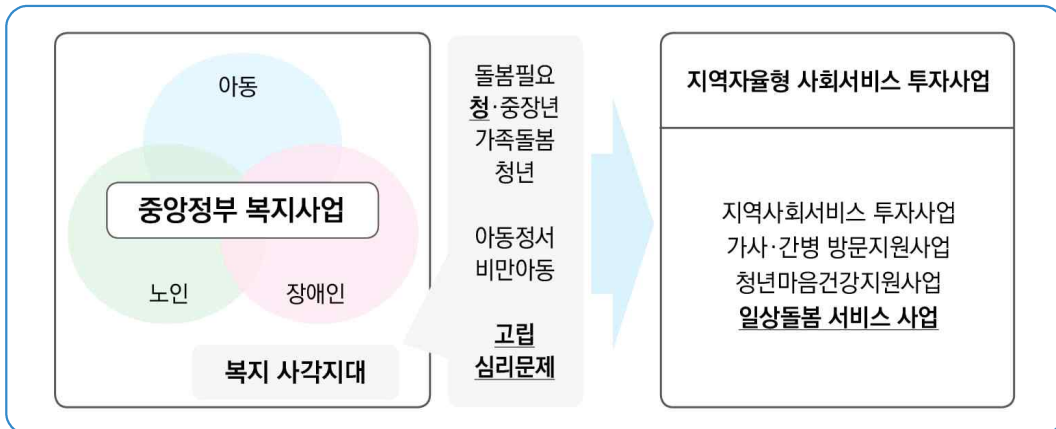 아동
중앙정부 복지사업
노인
장애인
복지 사각지대
돌봄필요
청·중장년
가족돌봄
청년
아동정서
비만아동
고립
심리문제
지역자율형 사회서비스 투자사업
지역사회서비스 투자사업
가사·간병 방문지원사업
청년마음건강지원사업
일상돌봄 서비스 사업